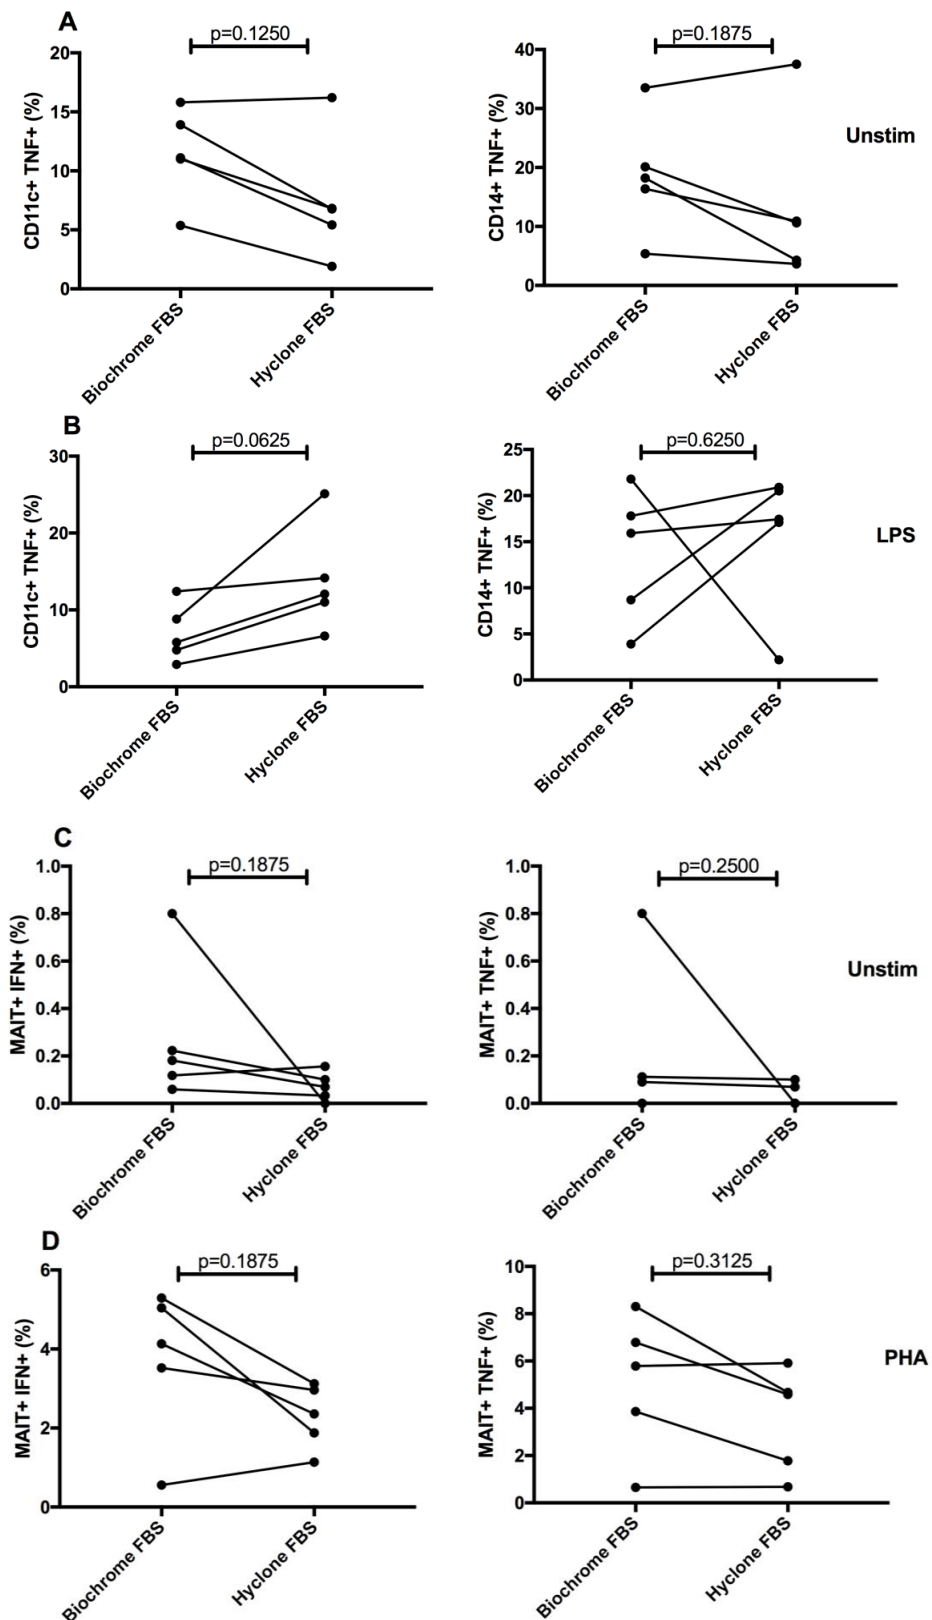 A
p=0.1250
20
15
10
5
0
CD11c+ TNF+ (%)
Biochrome FBS
Hyclone FBS
p=0.1875
40
30
20
10
0
CD14+ TNF+ (%)
Biochrome FBS
Hyclone FBS
Unstim
B
p=0.0625
30
20
10
0
CD11c+ TNF+ (%)
Biochrome FBS
Hyclone FBS
p=0.6250
25
20
15
10
5
0
CD14+ TNF+ (%)
Biochrome FBS
Hyclone FBS
LPS
C
p=0.1875
1.0
0.8
0.6
0.4
0.2
0.0
MAIT+ IFN+ (%)
Biochrome FBS
Hyclone FBS
p=0.2500
1.0
0.8
0.6
0.4
0.2
0.0
MAIT+ TNF+ (%)
Biochrome FBS
Hyclone FBS
Unstim
D
p=0.1875
6
4
2
0
MAIT+ IFN+ (%)
Biochrome FBS
Hyclone FBS
p=0.3125
10
8
6
4
2
0
MAIT+ TNF+ (%)
Biochrome FBS
Hyclone FBS
PHA